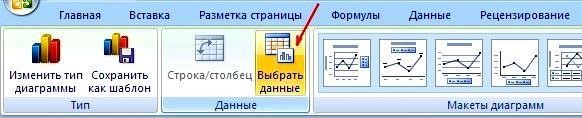 Главная Вставка Разметка страницы Формулы Данные Рецензирование
Изменить тип диаграммы
Сохранить как шаблон
Строка/столбец
Выбрать данные
Тип Данные Макеты диаграмм